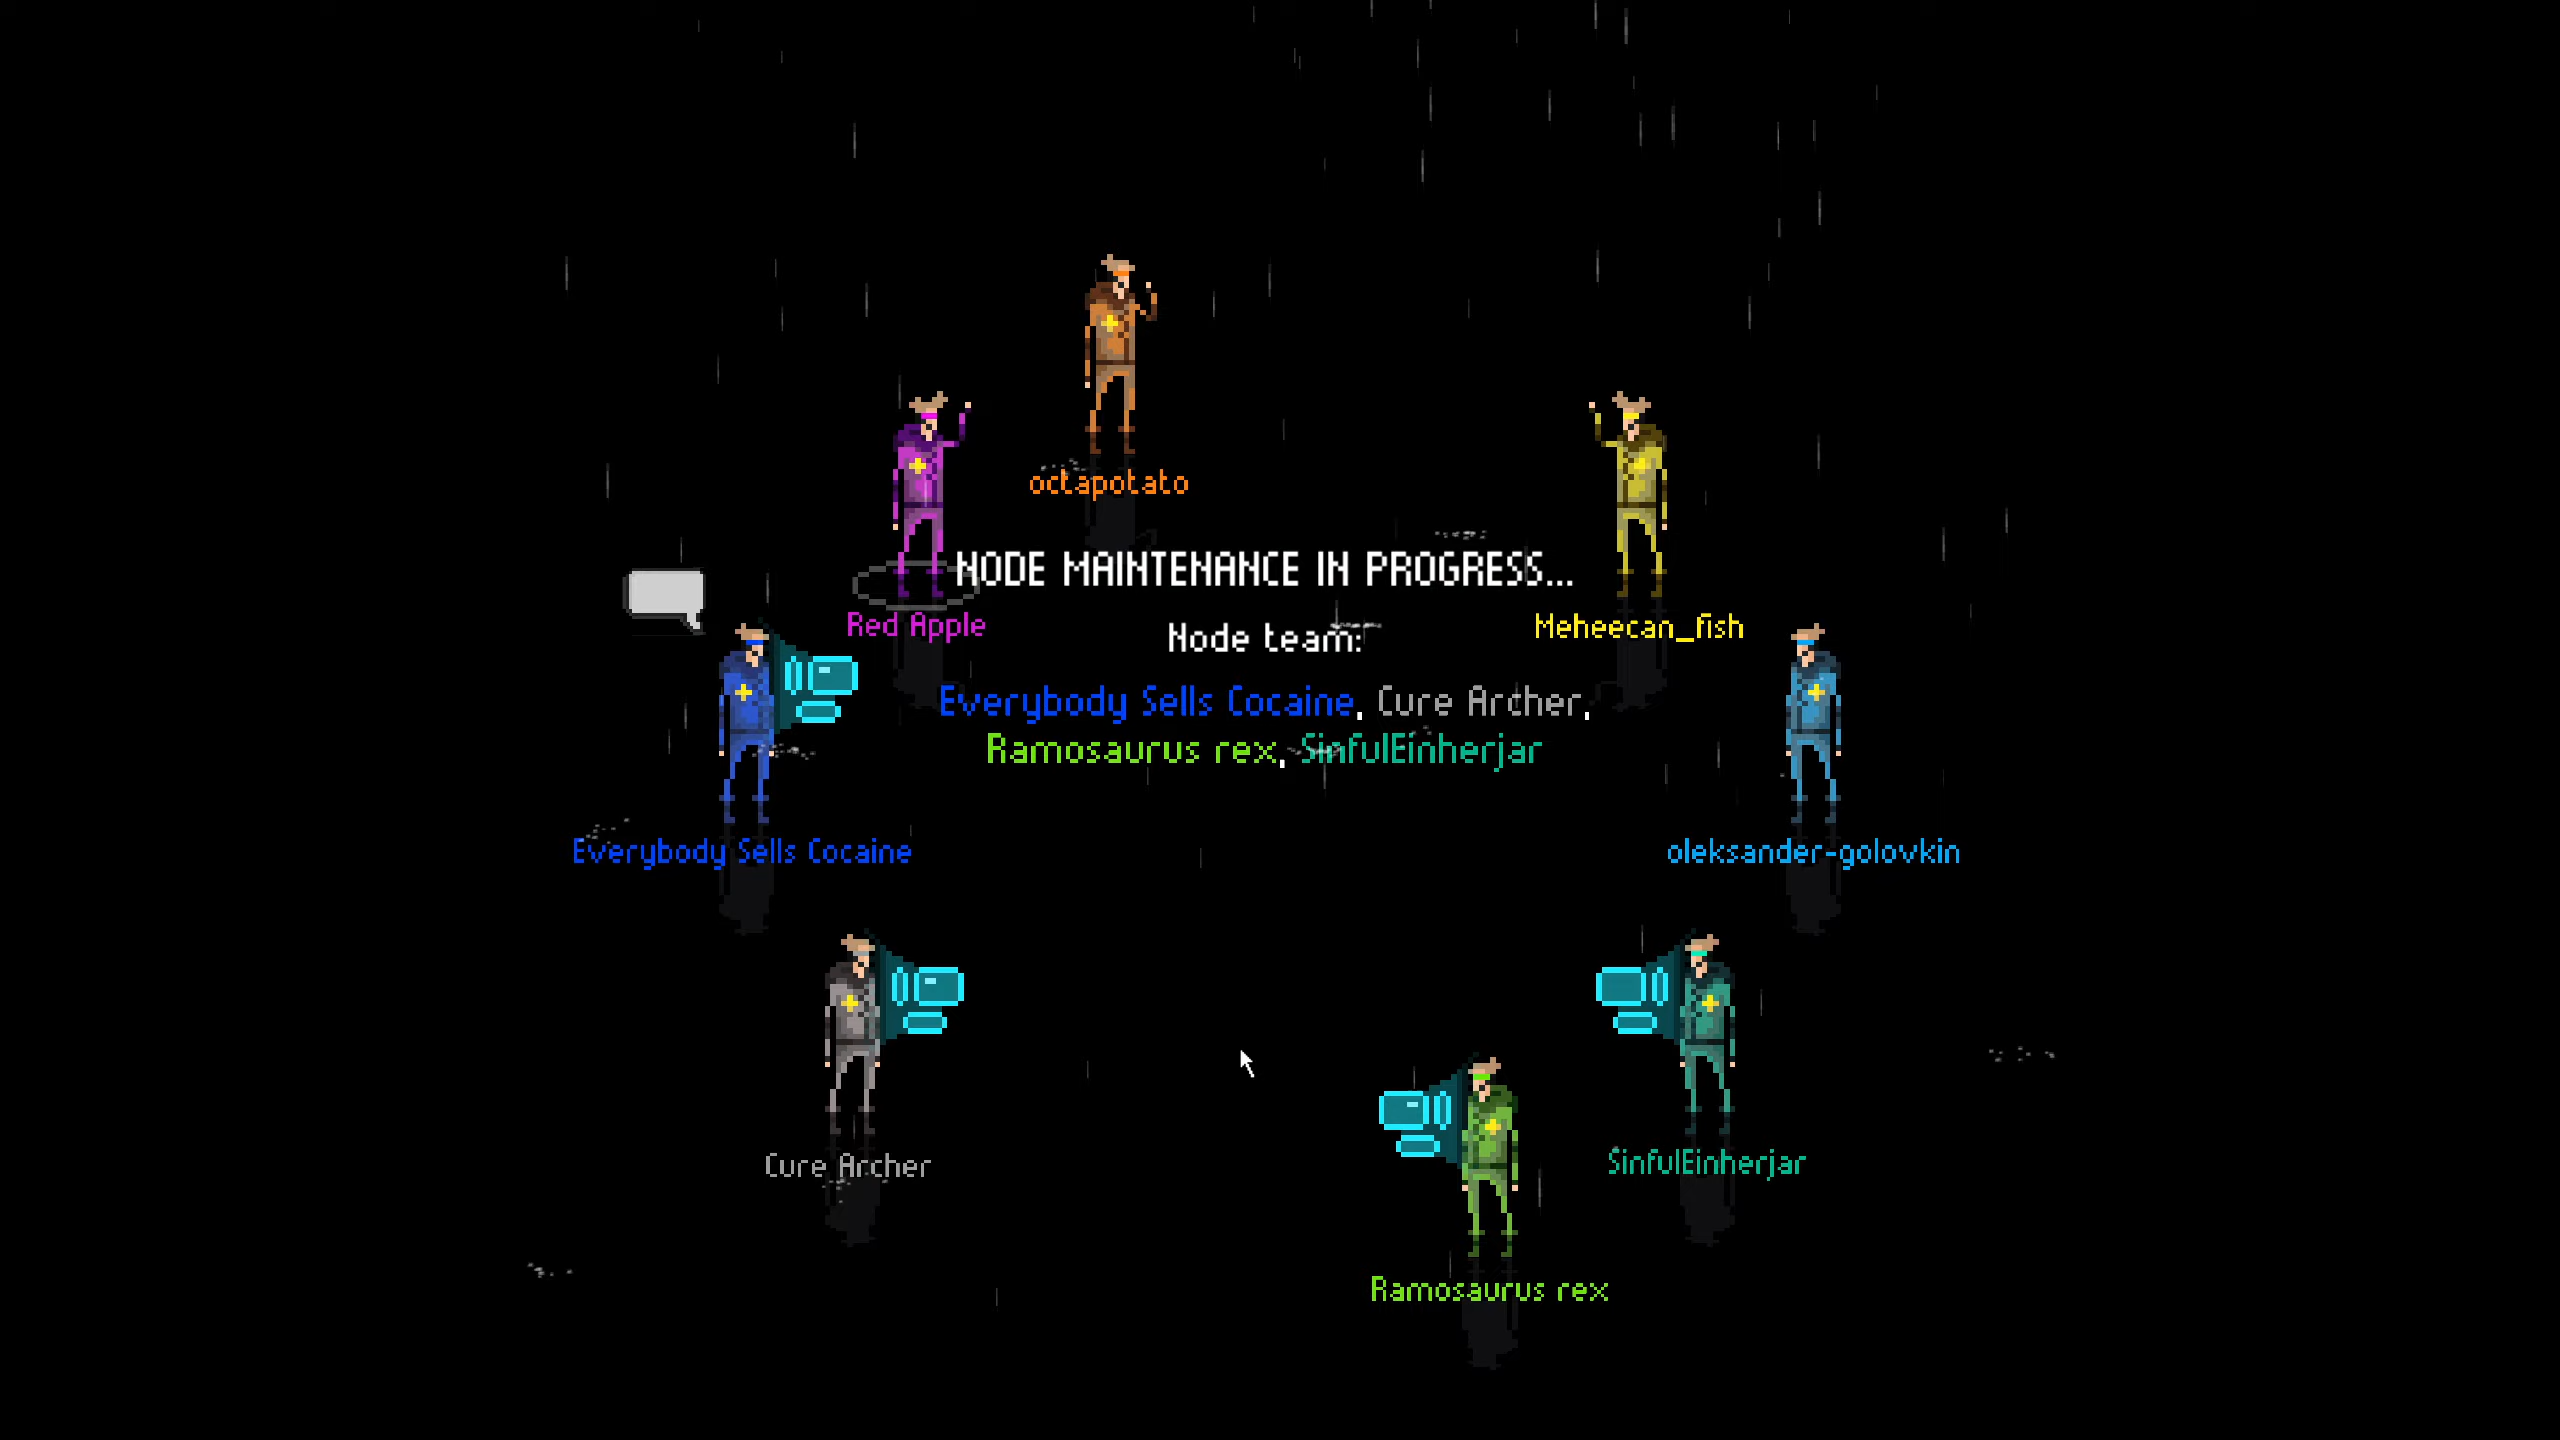 octapotato
NODE MAINTENANCE IN PROGRESS...
Red Apple
Meheecan_fish
Node team:
Everybody Sells Cocaine, Cure Archer,
Ramosaurus rex, SinfulEinherjar
Everybody Sells Cocaine
oleksander-golovkin
Cure Archer
SinfulEinherjar
Ramosaurus rex